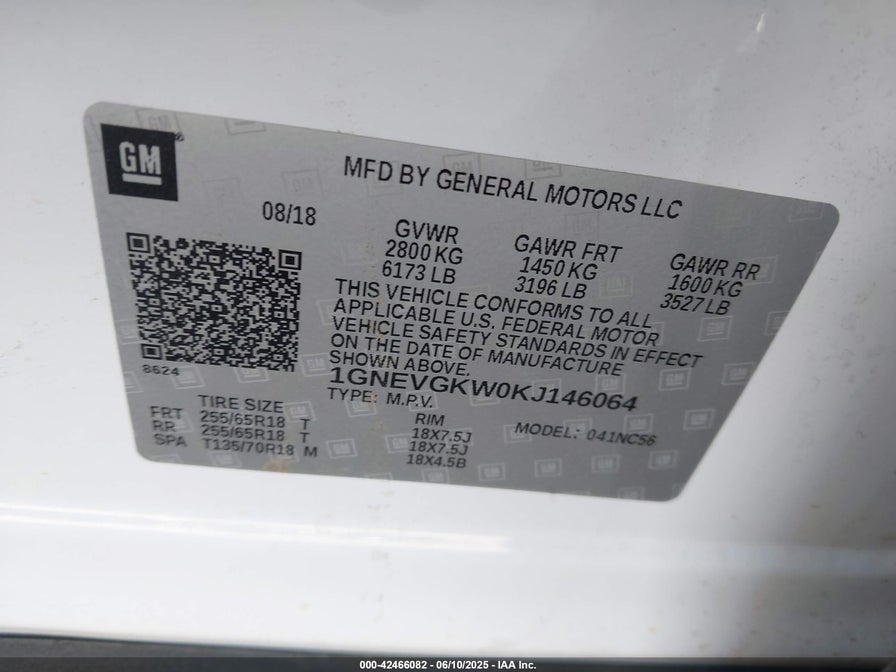 GM®
MFD BY GENERAL MOTORS LLC
08/18
GVWR
2800 KG
6173 LB
GAWR FRT
1450 KG
3196 LB
GAWR RR
1600 KG
3527 LB
THIS VEHICLE CONFORMS TO ALL
APPLICABLE U.S. FEDERAL MOTOR
VEHICLE SAFETY STANDARDS IN EFFECT
ON THE DATE OF MANUFACTURE
SHOWN ABOVE.
8624
1GNEVGKW0KJ146064
TYPE: M.P.V.
MODEL: 041NC56
TIRE SIZE
RIM
FRT 255/65R18 T 18X7.5J
RR 255/65R18 T 18X7.5J
SPA T135/70R18 M 18X4.5B
000-42466082 - 06/10/2025 - IAA Inc.